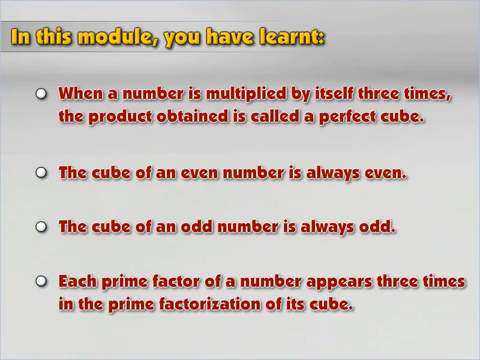 In this module, you have learnt:
When a number is multiplied by itself three times,
the product obtained is called a perfect cube.
The cube of an even number is always even.
The cube of an odd number is always odd.
Each prime factor of a number appears three times
in the prime factorization of its cube.